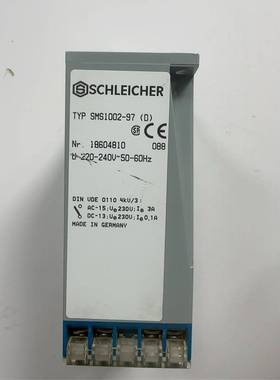 S SCHLEICHER
TYP SMS1002-97 (D)
CE
Nr. 18604810 088
U 220-240V~50-60Hz
DIN VDE 0110 4kV/3:
AC-15:Ue230V:Ie 3A
DC-13:Ue230V:Ie0,1A
MADE IN GERMANY